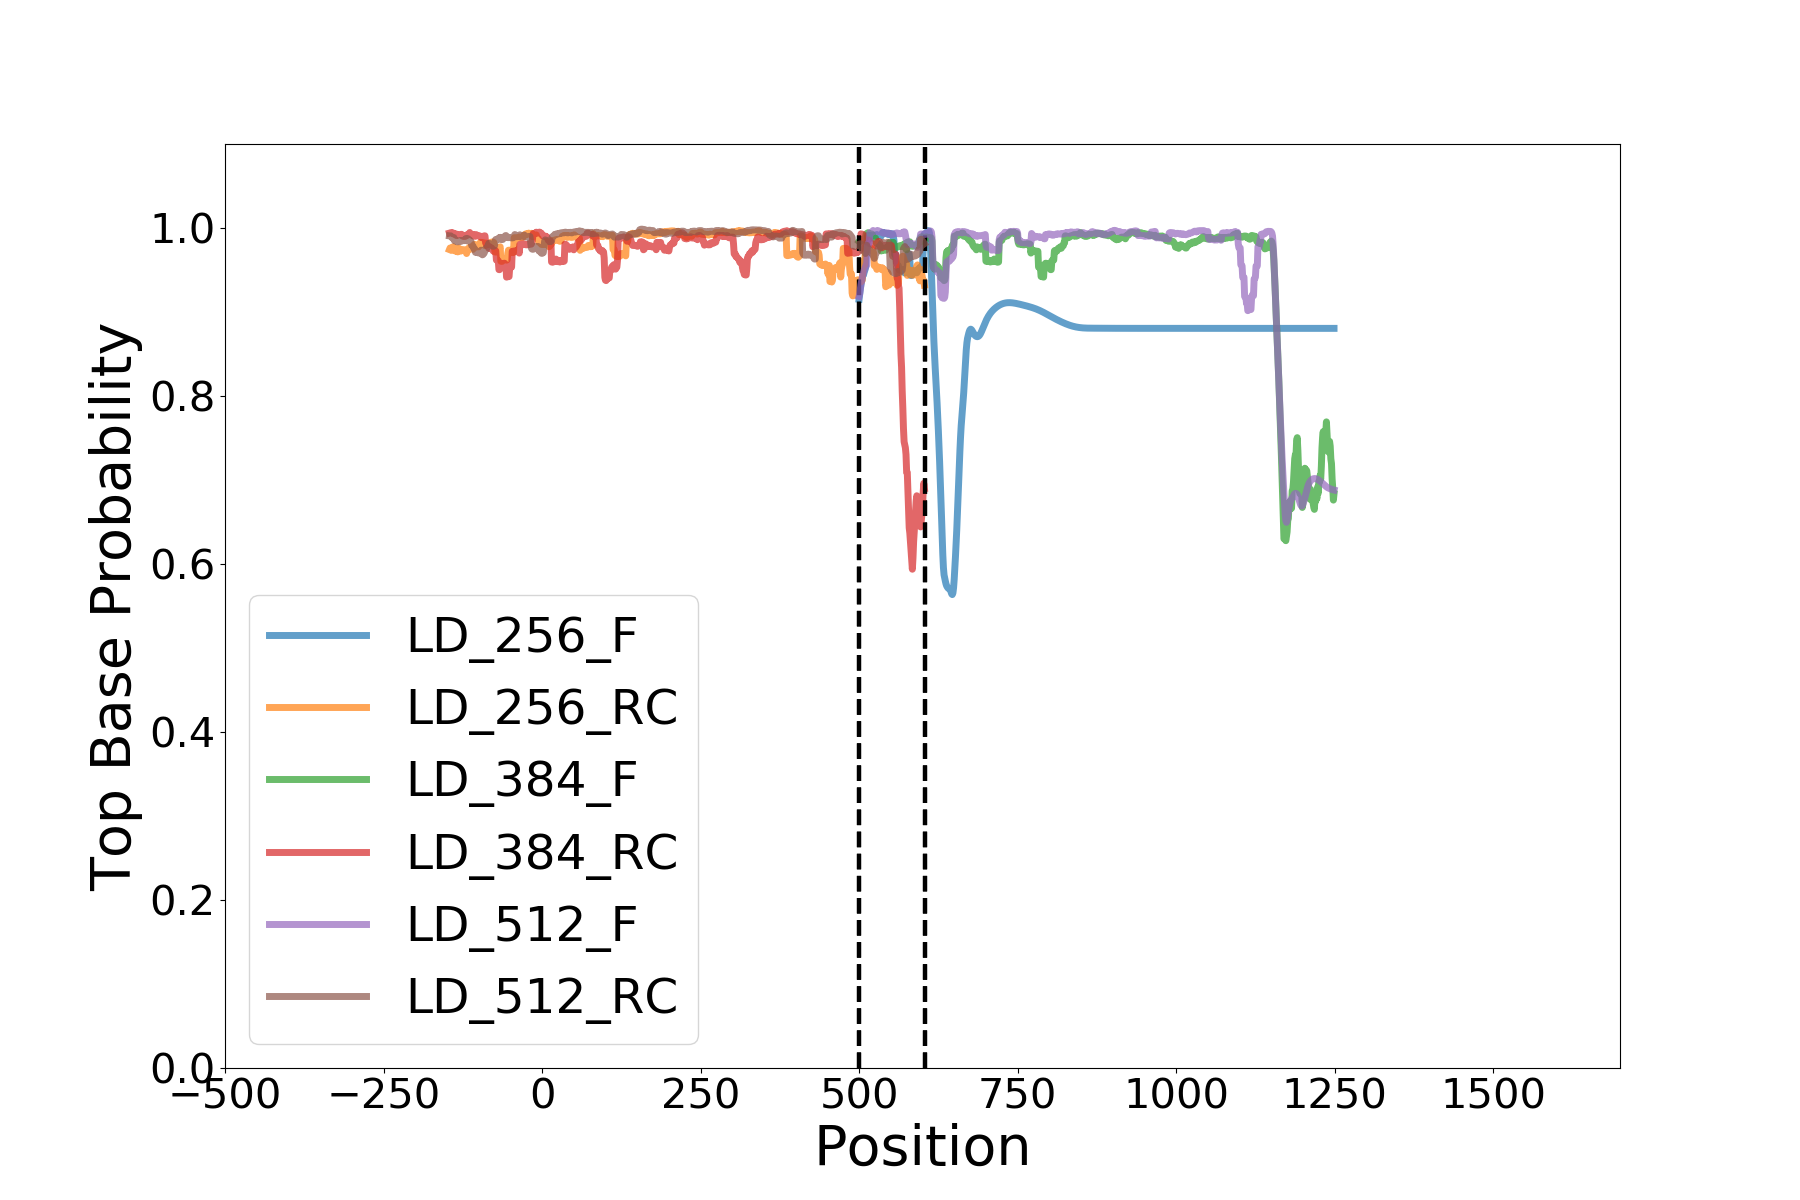 Top Base Probability
1.0
0.8
0.6
0.4
0.2
0.0
LD_256_F
LD_256_RC
LD_384_F
LD_384_RC
LD_512_F
LD_512_RC
−500 −250 0 250 500 750 1000 1250 1500
Position